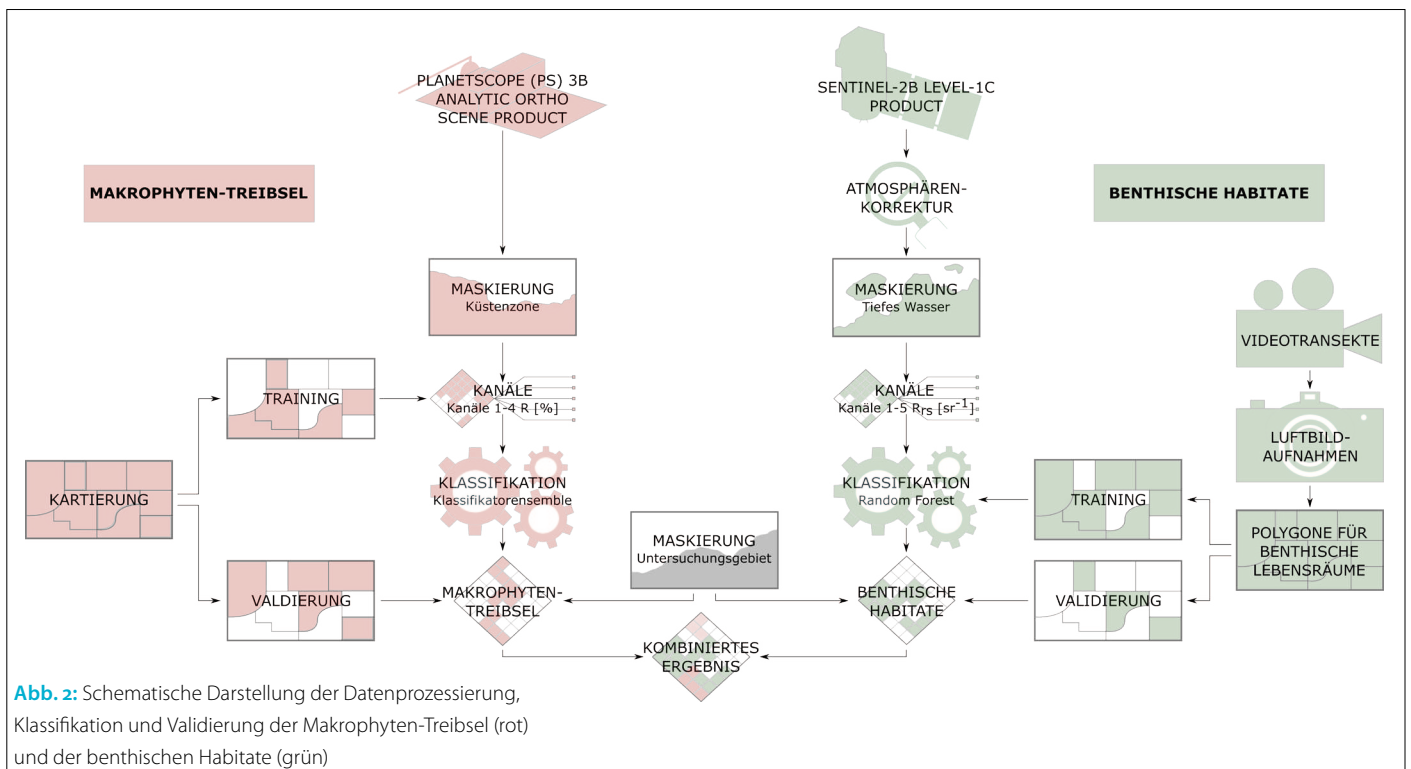 PLANETSCOPE (PS) 3B
ANALYTIC ORTHO
SCENE PRODUCT
SENTINEL-2B LEVEL-1C
PRODUCT
MAKROPHYTEN-TREIBSEL
ATMOSPHÄREN-
KORREKTUR
BENTHISCHE HABITATE
MASKIERUNG
Küstenzone
MASKIERUNG
Tiefes Wasser
VIDEOTRANSEKTE
TRAINING
KANÄLE
Kanäle 1-4 R [%]
KANÄLE
Kanäle 1-5 Rrs [sr-1]
LUFTBILD-
AUFNAHMEN
KARTIERUNG
KLASSIFIKATION
Klassifikatorensemble
KLASSIFIKATION
Random Forest
TRAINING
MASKIERUNG
Untersuchungsgebiet
POLYGONE FÜR
BENTHISCHE
LEBENSRÄUME
VALDIERUNG
MAKROPHYTEN-
TREIBSEL
BENTHISCHE
HABITATE
VALIDIERUNG
KOMBINIERTES
ERGEBNIS
Abb. 2: Schematische Darstellung der Datenprozessierung,
Klassifikation und Validierung der Makrophyten-Treibsel (rot)
und der benthischen Habitate (grün)